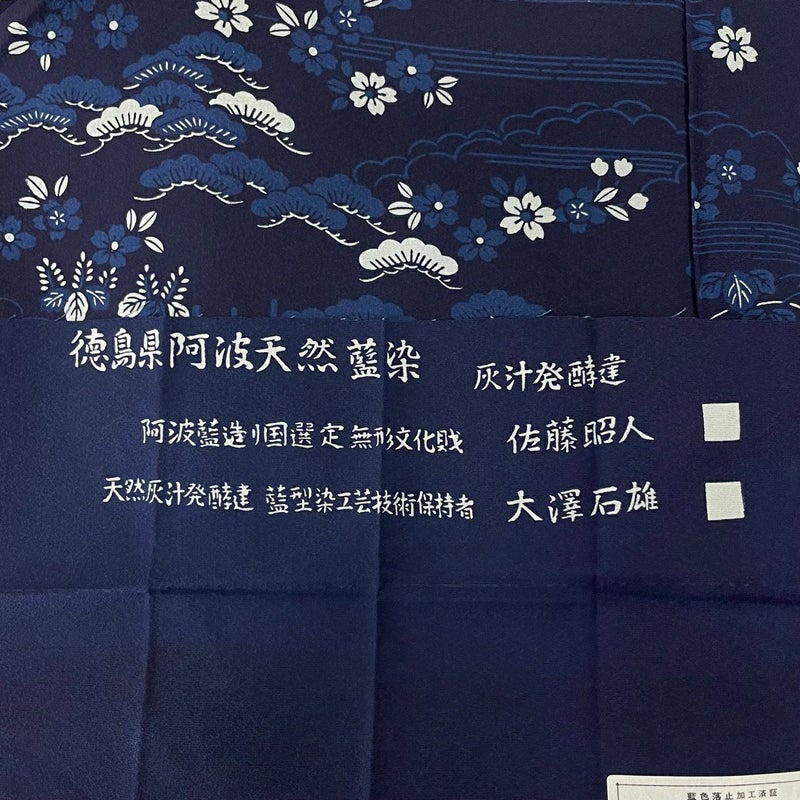 徳島県阿波天然藍染 灰汁発酵建
阿波藍造り国選定無形文化財 佐藤昭人
天然灰汁発酵建 藍型染工芸技術保持者 大澤石雄
藍色落止加工済証